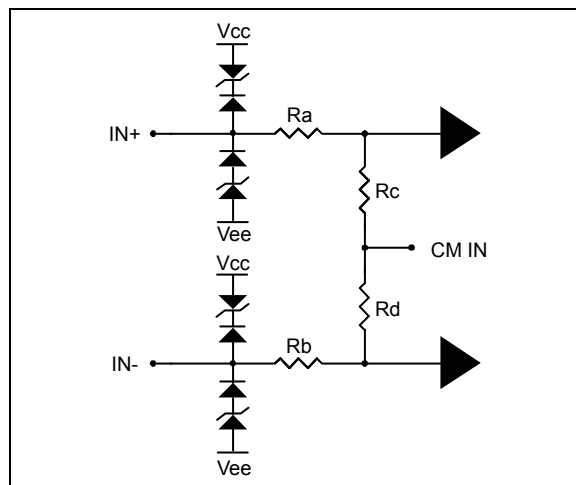 Vcc
Ra
IN+
Rc
Vee
CM IN
Vcc
Rd
Rb
IN-
Vee